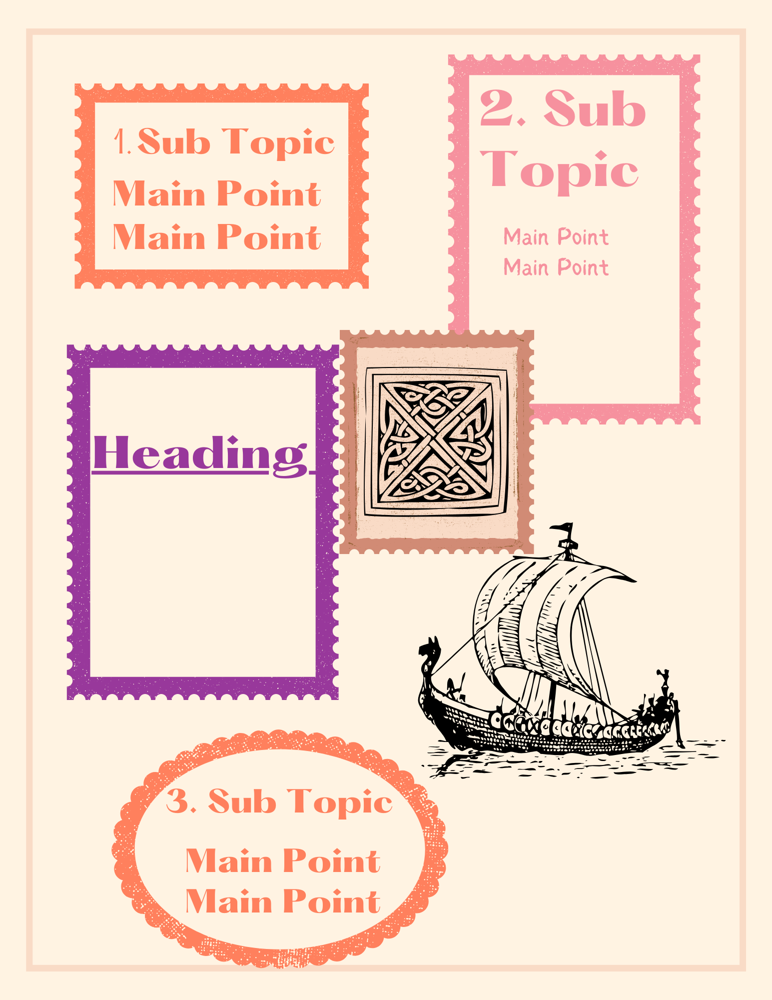 1. Sub Topic
Main Point
Main Point
2. Sub
Topic
Main Point
Main Point
Heading
3. Sub Topic
Main Point
Main Point